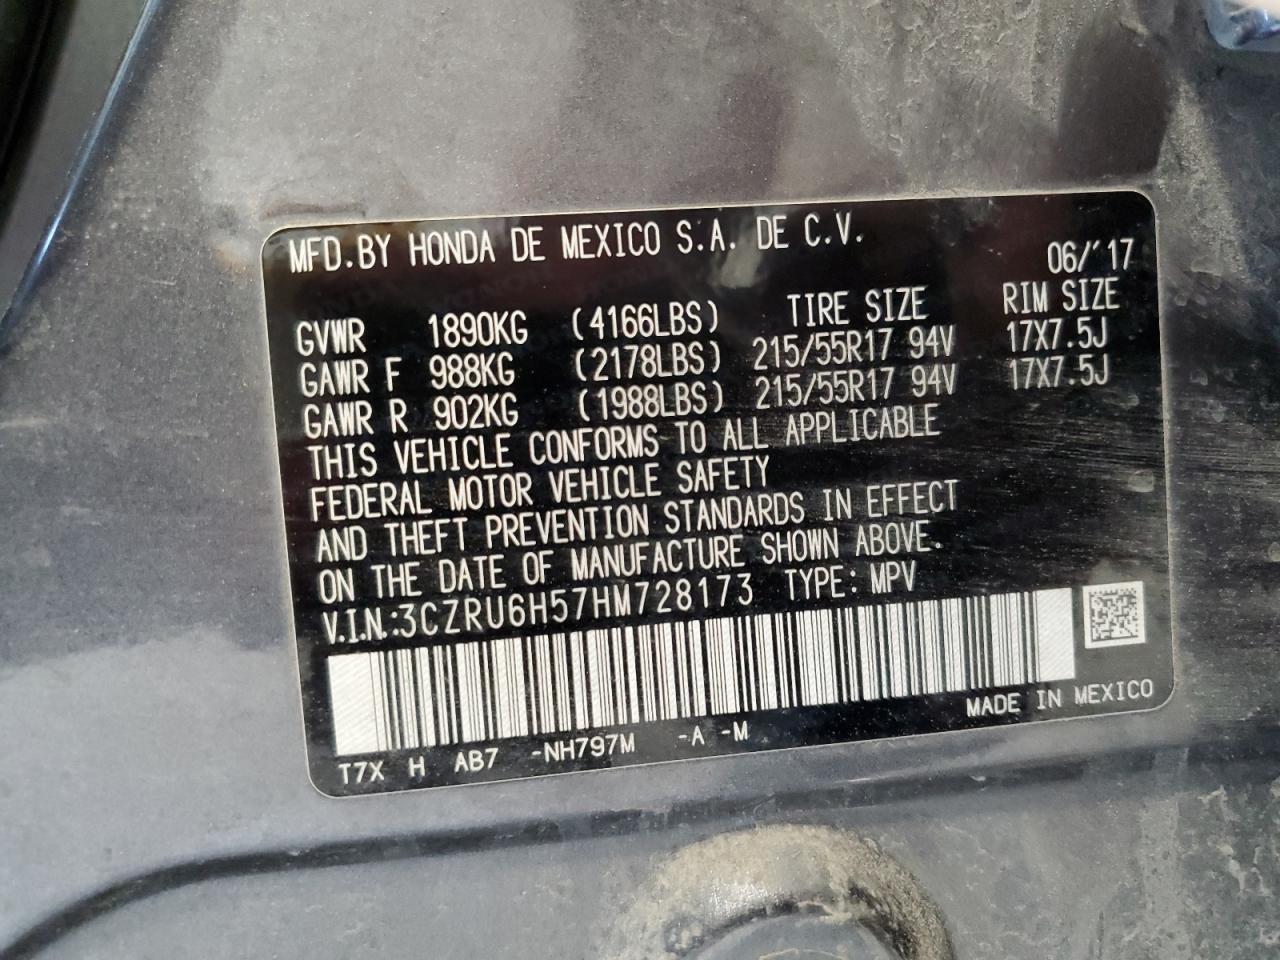 MFD.BY HONDA DE MEXICO S.A. DE C.V.
06/'17
GVWR 1890KG (4166LBS) TIRE SIZE RIM SIZE
GAWR F 988KG (2178LBS) 215/55R17 94V 17X7.5J
GAWR R 902KG (1988LBS) 215/55R17 94V 17X7.5J
THIS VEHICLE CONFORMS TO ALL APPLICABLE
FEDERAL MOTOR VEHICLE SAFETY
AND THEFT PREVENTION STANDARDS IN EFFECT
ON THE DATE OF MANUFACTURE SHOWN ABOVE.
V.I.N.:3CZRU6H57HM728173 TYPE: MPV
MADE IN MEXICO
T7X H AB7 -NH797M -A -M